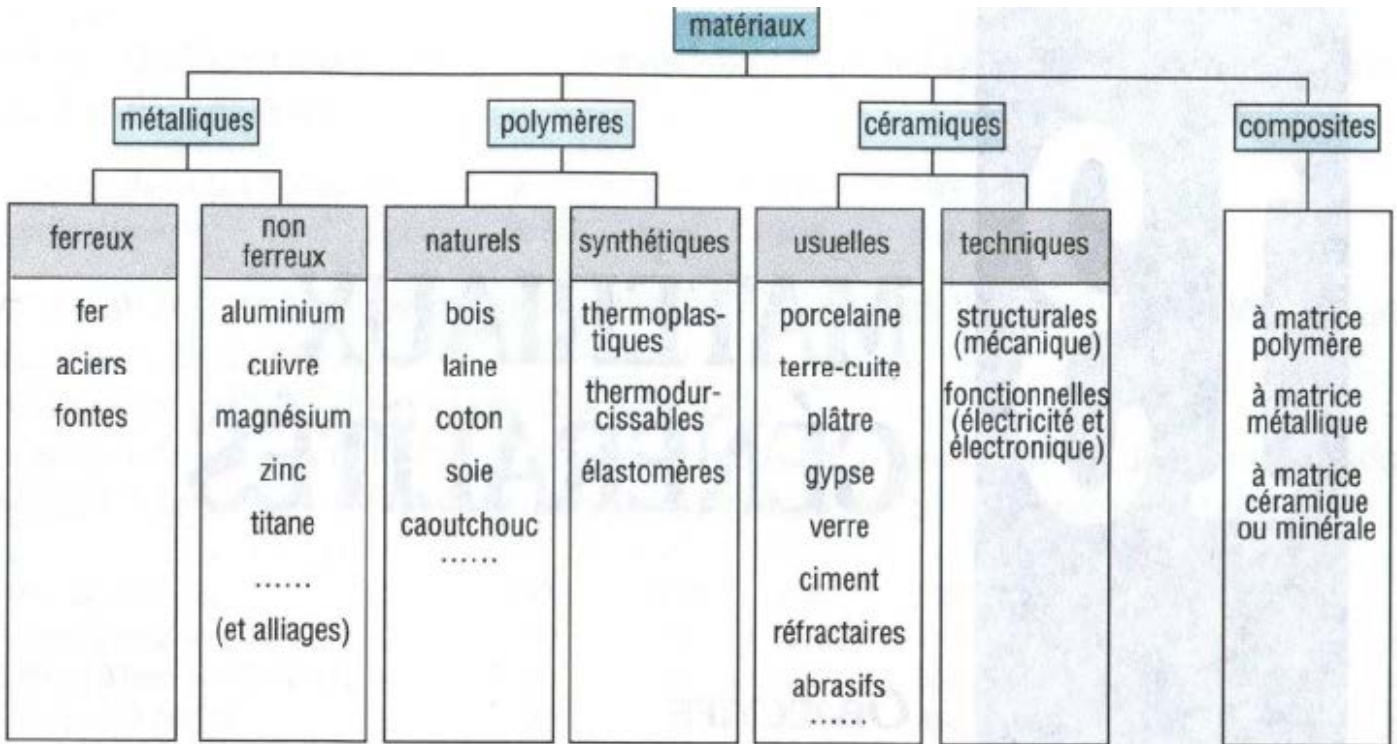 matériaux
métalliques
polymères
céramiques
composites
ferreux
fer
aciers
fontes
non
ferreux
aluminium
cuivre
magnésium
zinc
titane
......
(et alliages)
naturels
bois
laine
coton
soie
caoutchouc
......
synthétiques
thermoplas-
tiques
thermodur-
cissables
élastomères
usuelles
porcelaine
terre-cuite
plâtre
gypse
verre
ciment
réfractaires
abrasifs
......
techniques
structurales
(mécanique)
fonctionnelles
(électricité et
électronique)
à matrice
polymère
à matrice
métallique
à matrice
céramique
ou minérale